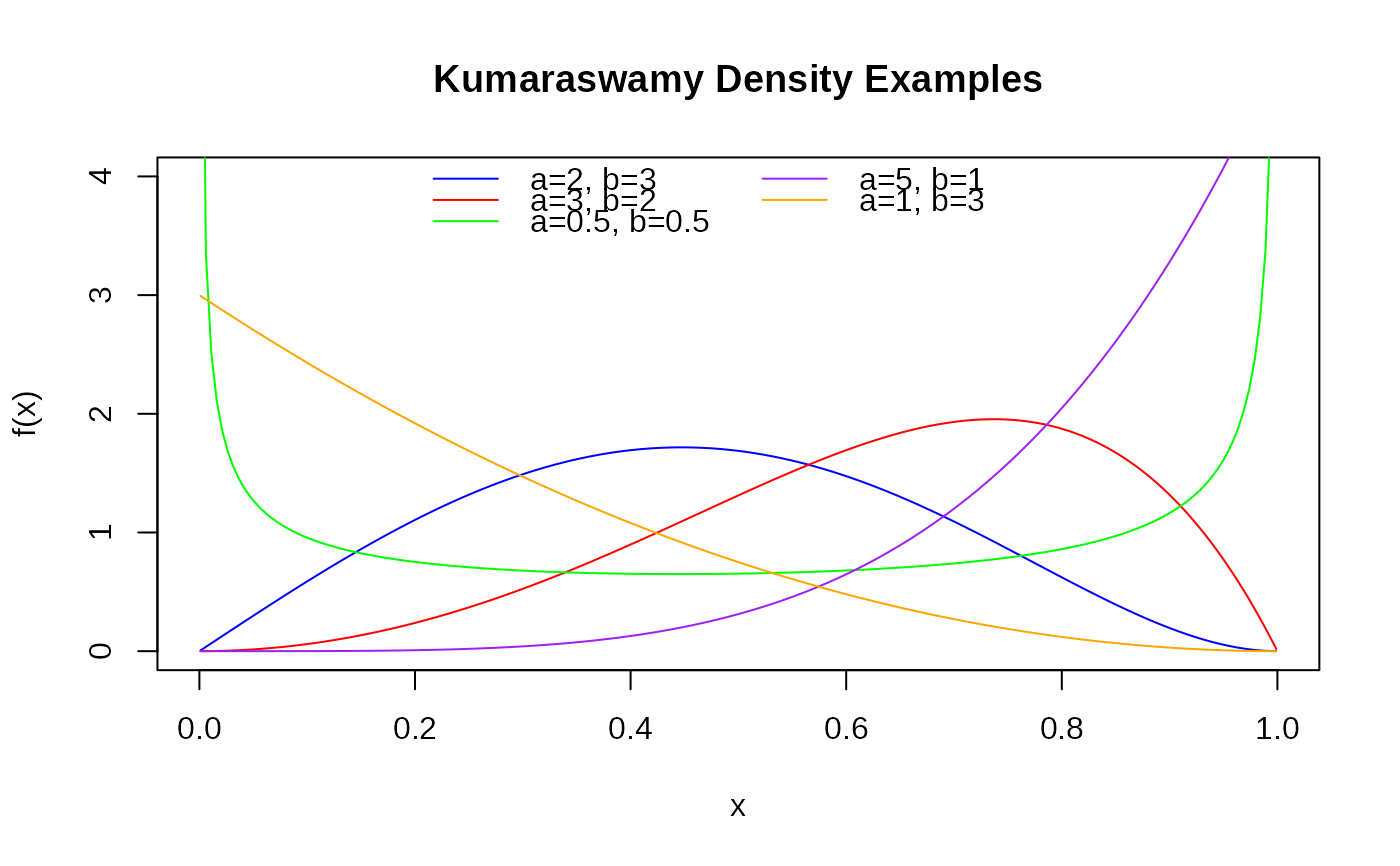 Kumaraswamy Density Examples
a=2, b=3
a=3, b=2
a=0.5, b=0.5
a=5, b=1
a=1, b=3
4
3
2
1
0
f(x)
0.0 0.2 0.4 0.6 0.8 1.0
x